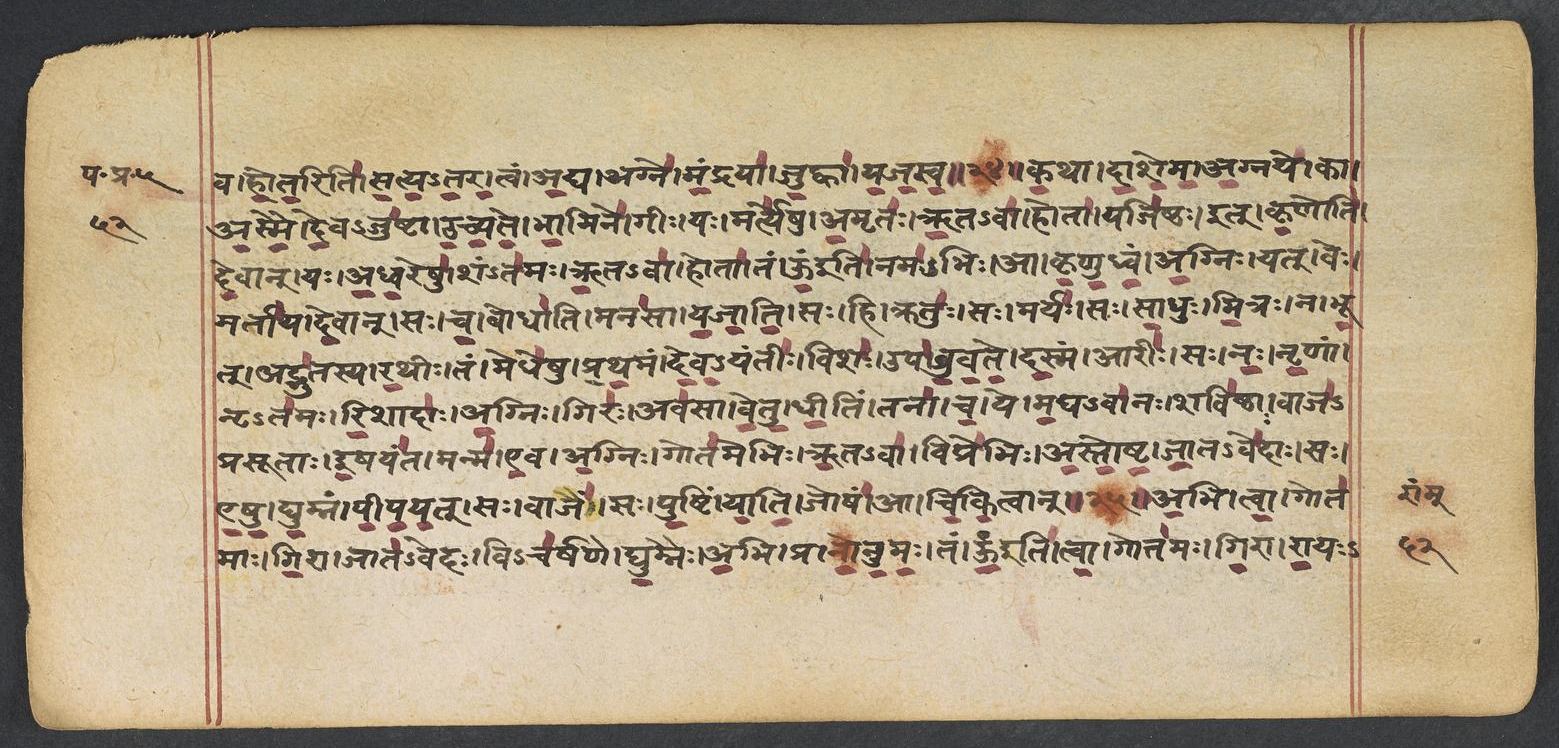 प॰प्र॰५
५२
व।होतरिति।सत्यऽतर।त्वं।अद्य।अग्ने।मंद्रया।जुह्वा।यजस्व॥२४॥कथा।दाशेम।अग्नये।का।
अस्मै।देवऽजुष्टा।उच्यते।भामिने।गीः।यः।मर्त्येषु।अमृतः।ऋतऽवा।होता।यजिष्ठः।इत्।कृणोति।
देवान्।यः।अध्वरेषु।शंऽतमः।ऋतऽवा।होता।तं।ऊंइति।नमःऽभिः।आ।कृणुध्वं।अग्निः।यत्।वेः।
मर्ताय।देवान्।सः।च।बोधाति।मनसा।यजाति।सः।हि।क्रतुः।सः।मर्यः।सः।साधुः।मित्रः।न।भू
त्।अद्भुतस्य।रथीः।तं।मेधेषु।प्रथमं।देवऽयंतीः।विशः।उप।ब्रुवते।दस्मं।आरीः।सः।नः।नृणां।
नृऽतमः।रिशादाः।अग्निः।गिरः।अवसा।वेतु।धीतिं।तना।च।ये।मघऽवानः।शविष्ठाः।वाजऽ
प्रसूताः।इषयंत।मन्म।एव।अग्निः।गोतमेभिः।ऋतऽवा।विप्रेभिः।अस्तोष्ट।जातऽवेदाः।सः।
एषु।द्युम्नं।पीपयत्।सः।वाजं।सः।पुष्टिं।याति।जोषं।आ।चिकित्वान्॥२५॥अभि।त्वा।गोत
माः।गिरा।जातऽवेदः।विऽचर्षणे।द्युम्नैः।अभि।प्र।नोनुमः।तं।ऊंइति।त्वा।गोतमः।गिरा।रायःऽ
रांमु
५२